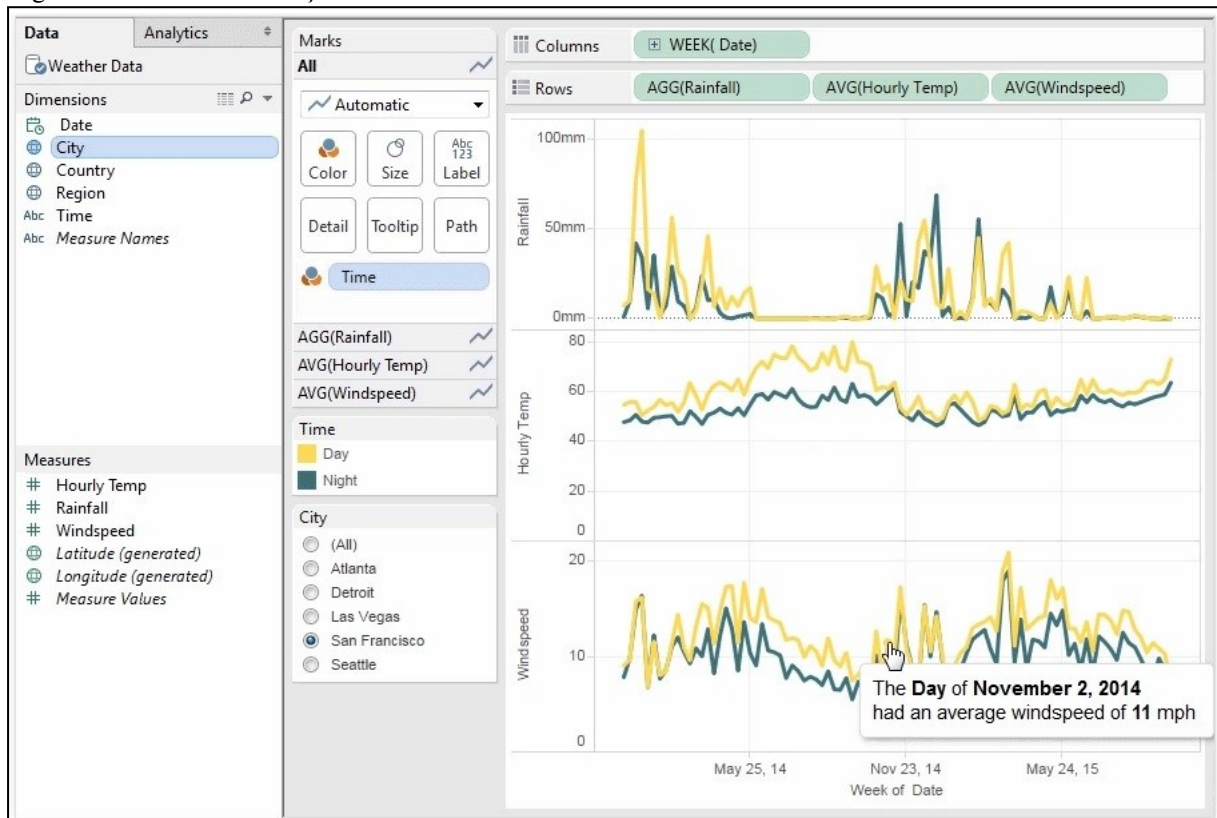 Data Analytics
Weather Data
Dimensions
Date
City
Country
Region
Abc Time
Abc Measure Names
Measures
# Hourly Temp
# Rainfall
# Windspeed
Latitude (generated)
Longitude (generated)
# Measure Values
Marks
All
Automatic
Color Size Abc 123 Label
Detail Tooltip Path
Time
AGG(Rainfall)
AVG(Hourly Temp)
AVG(Windspeed)
Time
Day
Night
City
(All)
Atlanta
Detroit
Las Vegas
San Francisco
Seattle
Columns WEEK( Date)
Rows AGG(Rainfall) AVG(Hourly Temp) AVG(Windspeed)
100mm
50mm
0mm
Rainfall
80
60
40
20
0
Hourly Temp
20
10
0
Windspeed
The Day of November 2, 2014
had an average windspeed of 11 mph
May 25, 14 Nov 23, 14 May 24, 15
Week of Date